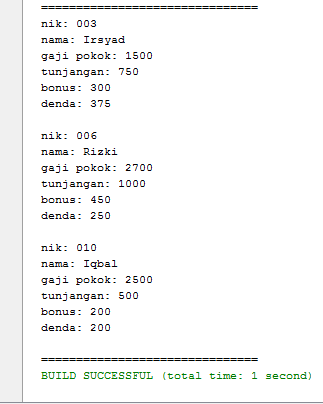 ===============================
nik: 003
nama: Irsyad
gaji pokok: 1500
tunjangan: 750
bonus: 300
denda: 375

nik: 006
nama: Rizki
gaji pokok: 2700
tunjangan: 1000
bonus: 450
denda: 250

nik: 010
nama: Iqbal
gaji pokok: 2500
tunjangan: 500
bonus: 200
denda: 200

===============================
BUILD SUCCESSFUL (total time: 1 second)